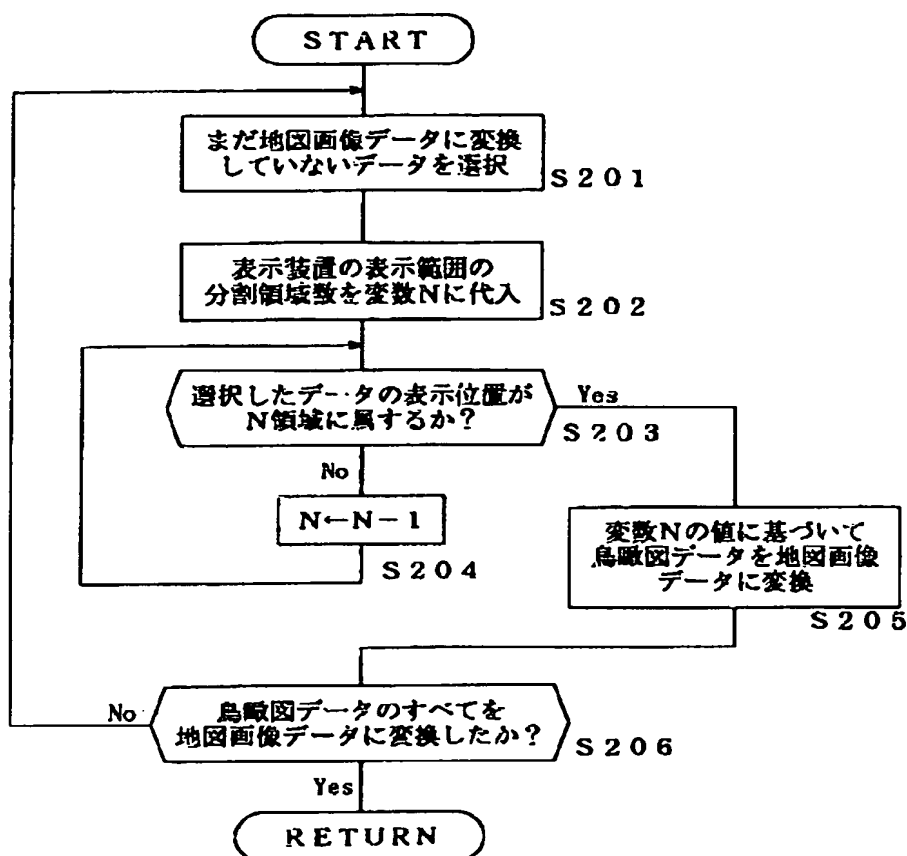 START
まだ地図画像データに変換
していないデータを選択
S201
表示装置の表示範囲の
分割領域数を変数Nに代入
S202
選択したデータの表示位置が
N領域に属するか？
Yes
S203
No
N←N－1
S204
変数Nの値に基づいて
鳥瞰図データを地図画像
データに変換
S205
鳥瞰図データのすべてを
地図画像データに変換したか？
No
S206
Yes
RETURN